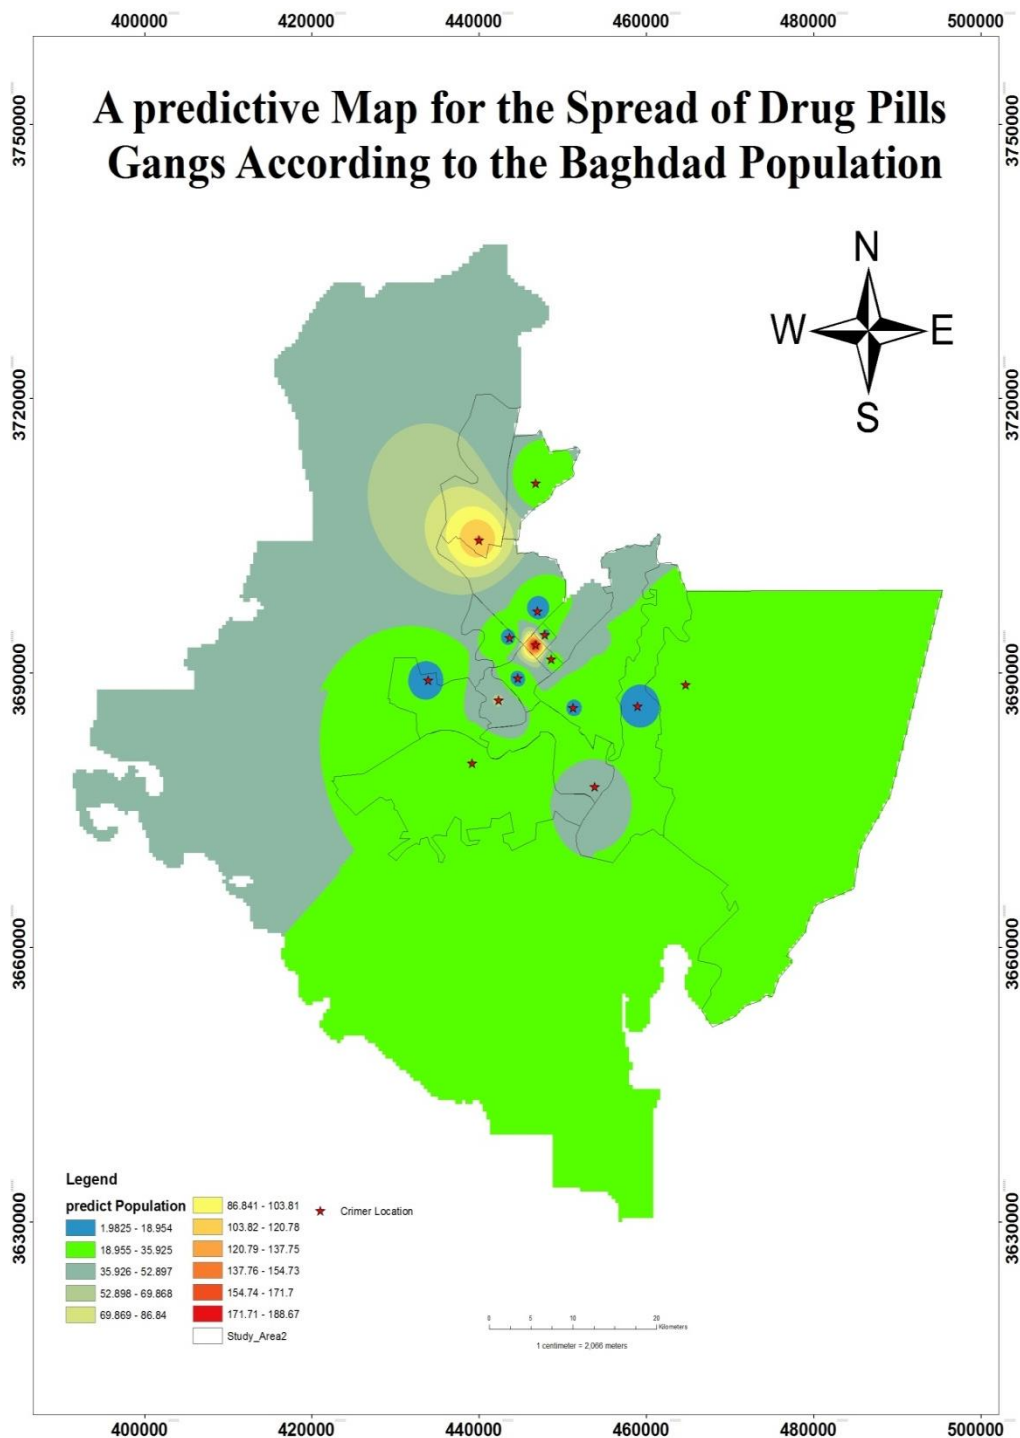 400000 420000 440000 460000 480000 500000
A predictive Map for the Spread of Drug Pills
Gangs According to the Baghdad Population
3750000 3750000
N
W E
S
3720000 3720000
3690000 3690000
3660000 3660000
3630000 3630000
Legend
predict Population
1.9825 - 18.954
18.955 - 35.925
35.926 - 52.897
52.898 - 69.868
69.869 - 86.84
86.841 - 103.81
103.82 - 120.78
120.79 - 137.75
137.76 - 154.73
154.74 - 171.7
171.71 - 188.67
Study_Area2
Crimer Location
0 5 10 20
Kilometers
1 centimeter = 2,066 meters
400000 420000 440000 460000 480000 500000